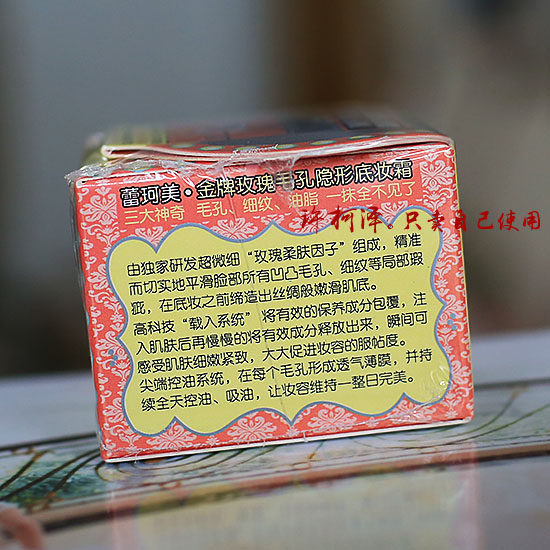 蕾珂美·金牌玫瑰毛孔隐形底妆霜
三大神奇 毛孔、细纹、油脂 一抹全不见了
许柯泽。只卖自己使用
由独家研发超微细“玫瑰柔肤因子”组成，精准
而切实地平滑脸部所有凹凸毛孔、细纹等局部瑕
疵，在底妆之前缔造出丝绸般嫩滑肌底。
高科技“载入系统”将有效的保养成分包覆，注
入肌肤后再慢慢的将有效成分释放出来，瞬间可
感受肌肤细嫩紧致，大大促进妆容的服帖度。
尖端控油系统，在每个毛孔形成透气薄膜，并持
续全天控油、吸油，让妆容维持一整日完美。